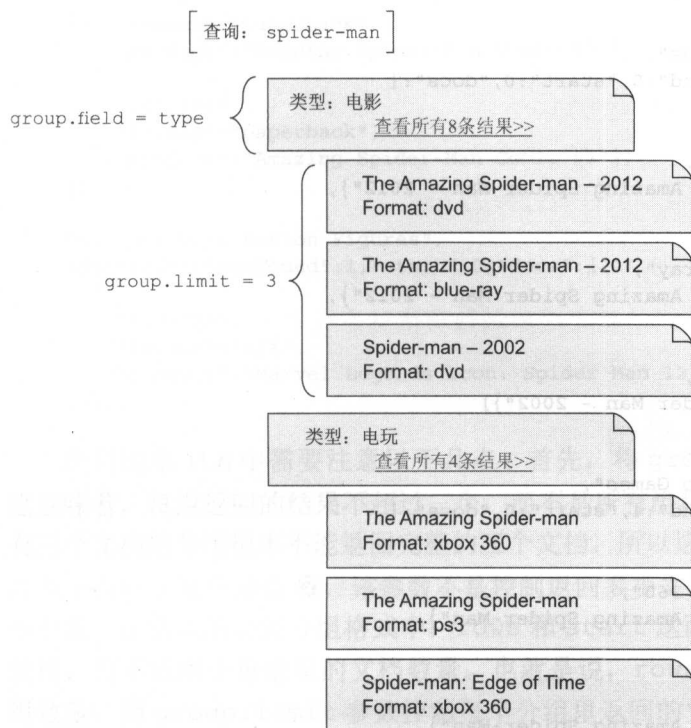 查询: spider-man
group.field = type
类型: 电影
查看所有8条结果>>
group.limit = 3
The Amazing Spider-man – 2012
Format: dvd
The Amazing Spider-man – 2012
Format: blue-ray
Spider-man – 2002
Format: dvd
类型: 电玩
查看所有4条结果>>
The Amazing Spider-man
Format: xbox 360
The Amazing Spider-man
Format: ps3
Spider-man: Edge of Time
Format: xbox 360